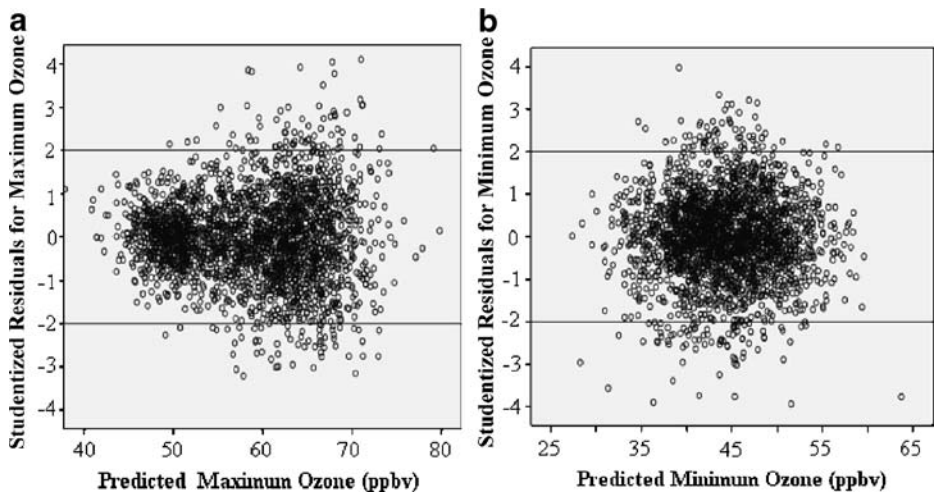 a
Studentized Residuals for Maximum Ozone
4
3
2
1
0
-1
-2
-3
-4
40 50 60 70 80
Predicted Maximum Ozone (ppbv)
b
Studentized Residuals for Minimum Ozone
4
3
2
1
0
-1
-2
-3
-4
25 35 45 55 65
Predicted Minimum Ozone (ppbv)